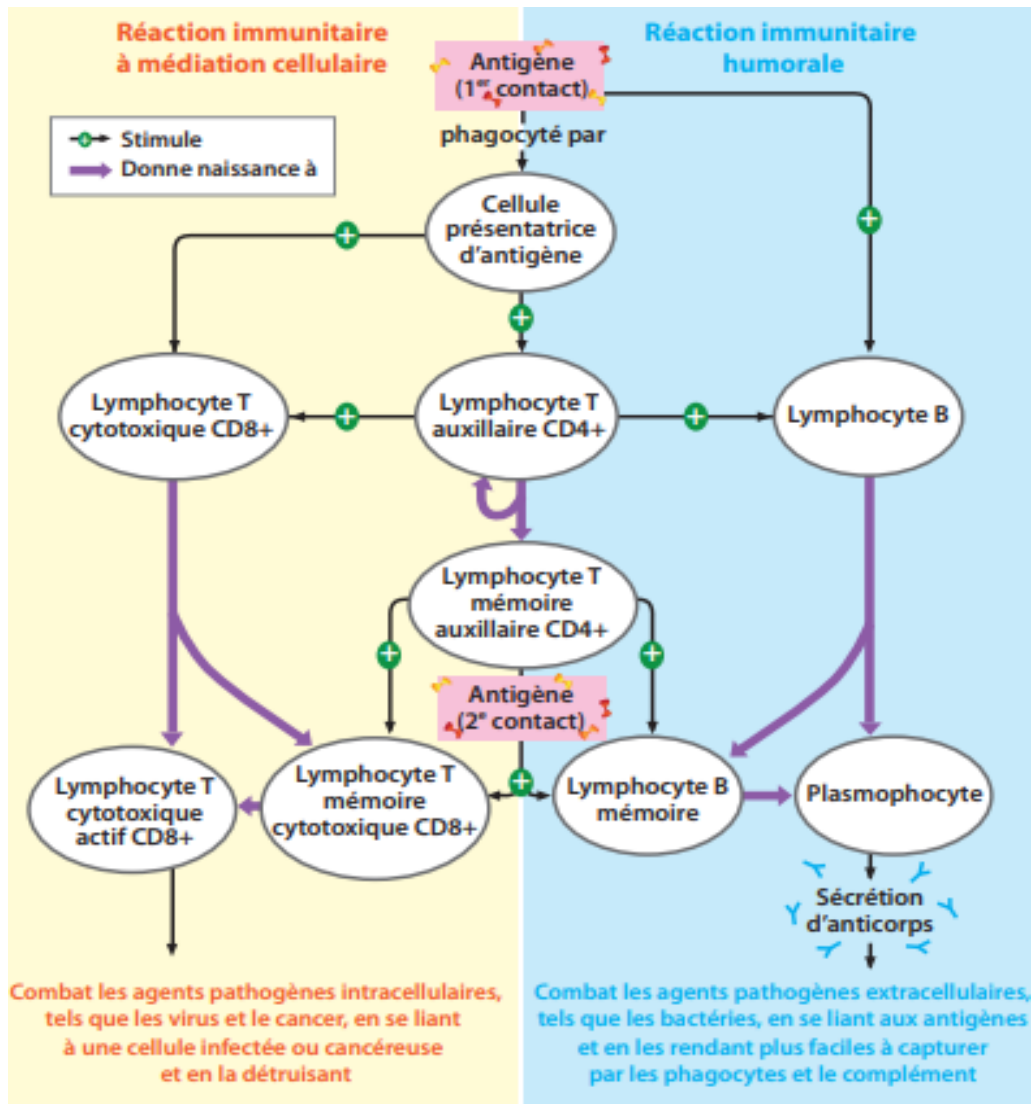 Réaction immunitaire
à médiation cellulaire
Réaction immunitaire
humorale
Antigène
(1er contact)
Stimule
Donne naissance à
phagocyté par
Cellule
présentatrice
d'antigène
Lymphocyte T
cytotoxique CD8+
Lymphocyte T
auxillaire CD4+
Lymphocyte B
Lymphocyte T
mémoire
auxillaire CD4+
Antigène
(2e contact)
Lymphocyte T
cytotoxique
actif CD8+
Lymphocyte T
mémoire
cytotoxique CD8+
Lymphocyte B
mémoire
Plasmophocyte
Sécrétion
d'anticorps
Combat les agents pathogènes intracellulaires,
tels que les virus et le cancer, en se liant
à une cellule infectée ou cancéreuse
et en la détruisant
Combat les agents pathogènes extracellulaires,
tels que les bactéries, en se liant aux antigènes
et en les rendant plus faciles à capturer
par les phagocytes et le complément